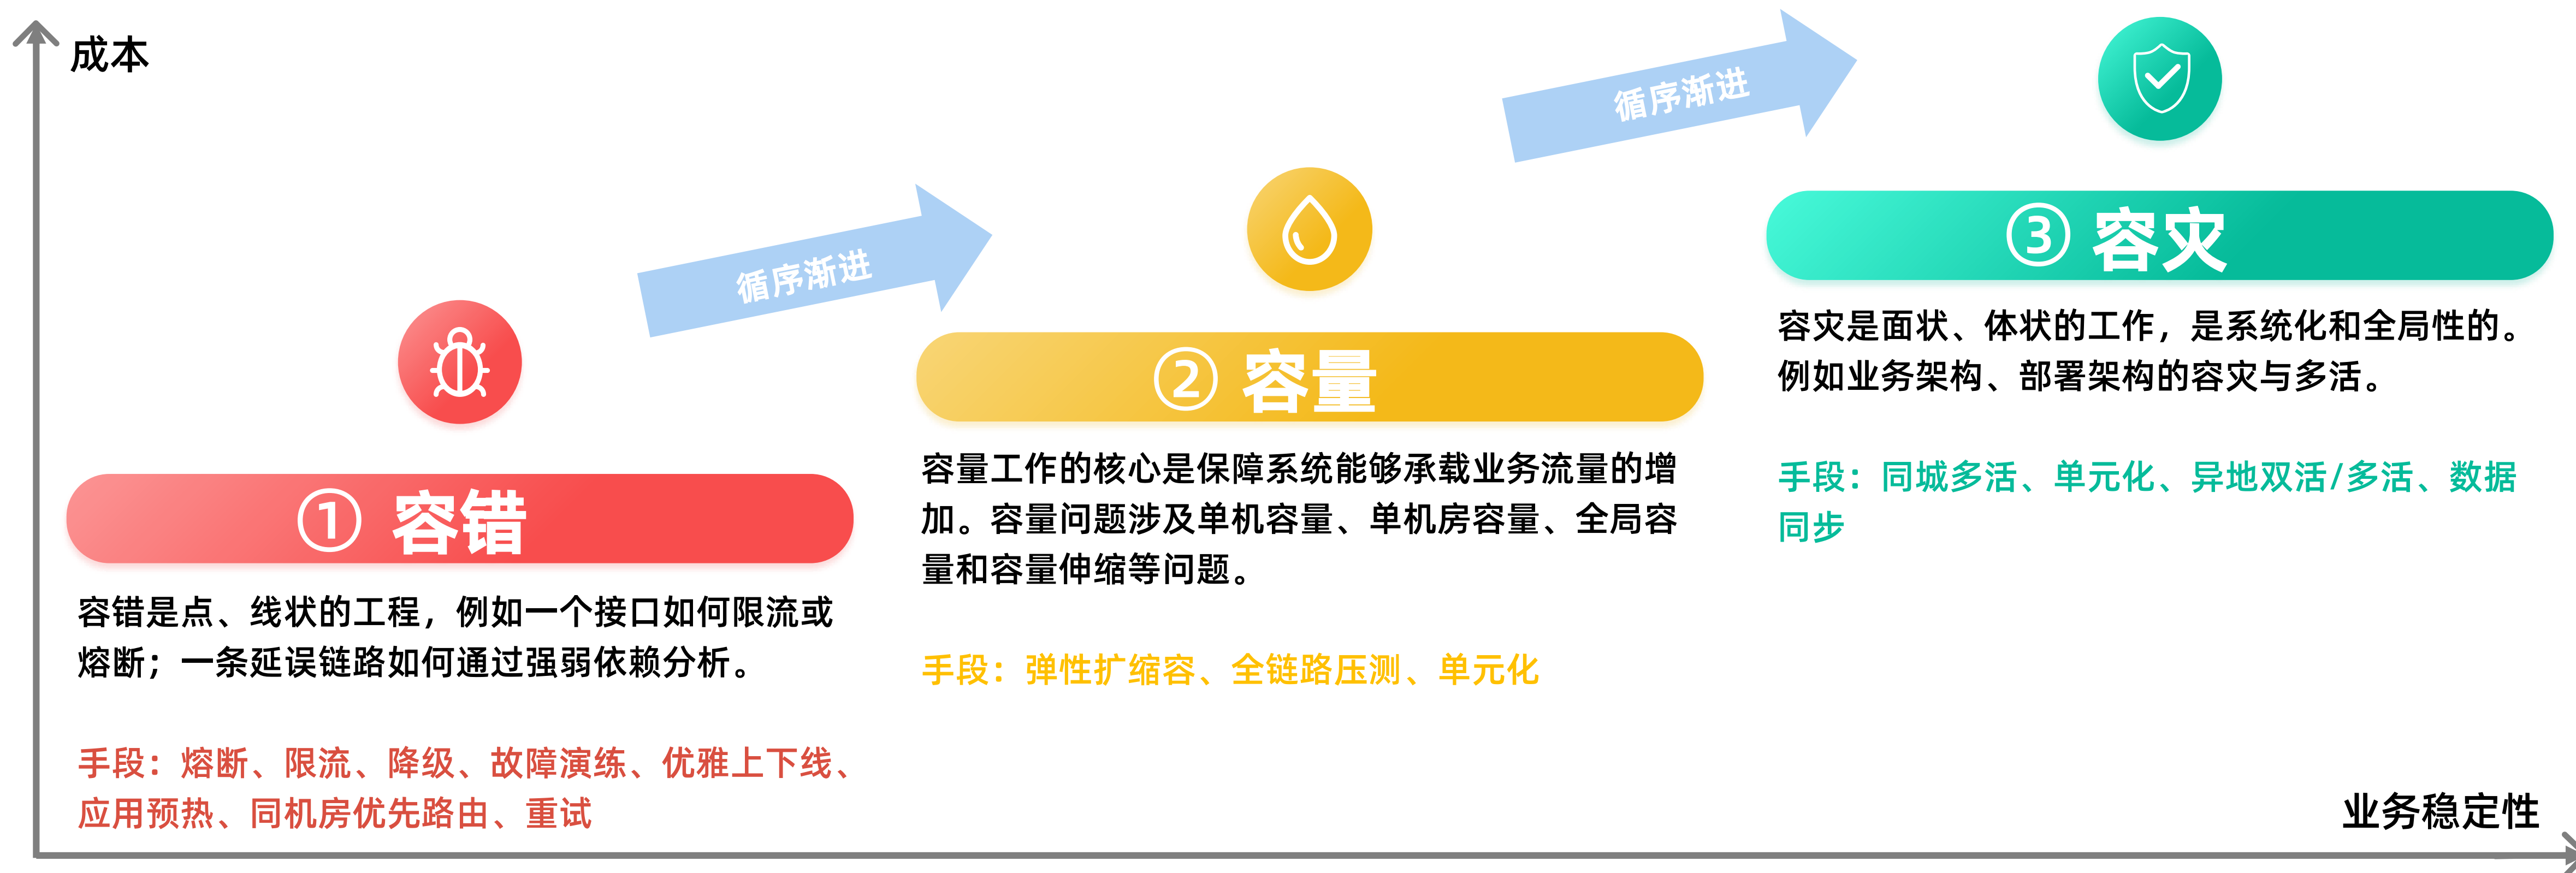 成本
循序渐进
循序渐进
① 容错
容错是点、线状的工程，例如一个接口如何限流或
熔断；一条延误链路如何通过强弱依赖分析。
手段：熔断、限流、降级、故障演练、优雅上下线、
应用预热、同机房优先路由、重试
② 容量
容量工作的核心是保障系统能够承载业务流量的增
加。容量问题涉及单机容量、单机房容量、全局容
量和容量伸缩等问题。
手段：弹性扩缩容、全链路压测、单元化
③ 容灾
容灾是面状、体状的工作，是系统化和全局性的。
例如业务架构、部署架构的容灾与多活。
手段：同城多活、单元化、异地双活/多活、数据
同步
业务稳定性